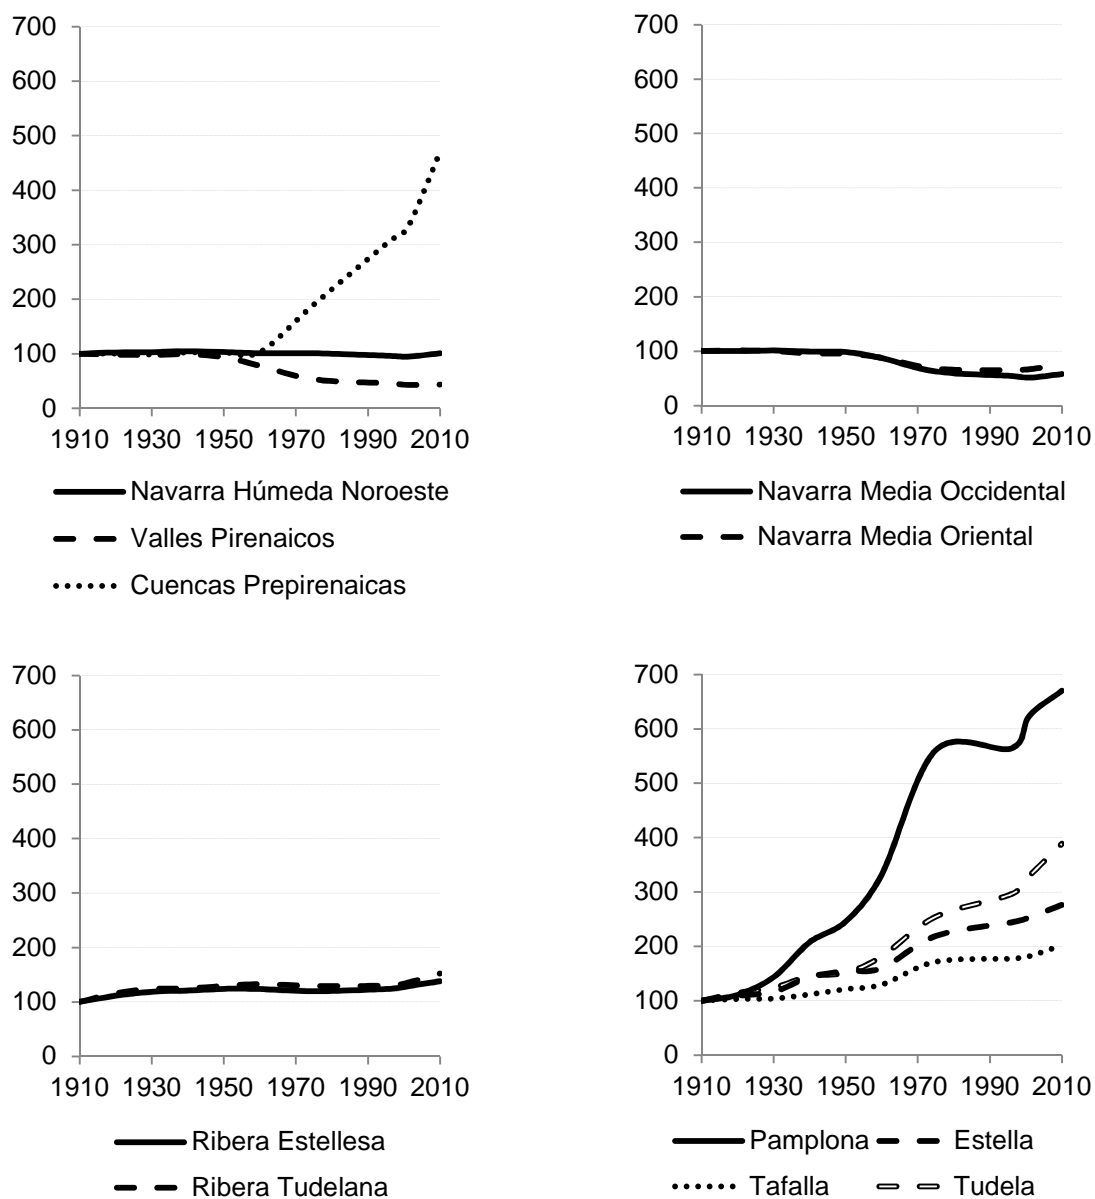 700
600
500
400
300
200
100
0
1910 1930 1950 1970 1990 2010
Navarra Húmeda Noroeste
Valles Pirenaicos
Cuencas Prepirenaicas
700
600
500
400
300
200
100
0
1910 1930 1950 1970 1990 2010
Navarra Media Occidental
Navarra Media Oriental
700
600
500
400
300
200
100
0
1910 1930 1950 1970 1990 2010
Ribera Estellesa
Ribera Tudelana
700
600
500
400
300
200
100
0
1910 1930 1950 1970 1990 2010
Pamplona Estella
Tafalla Tudela